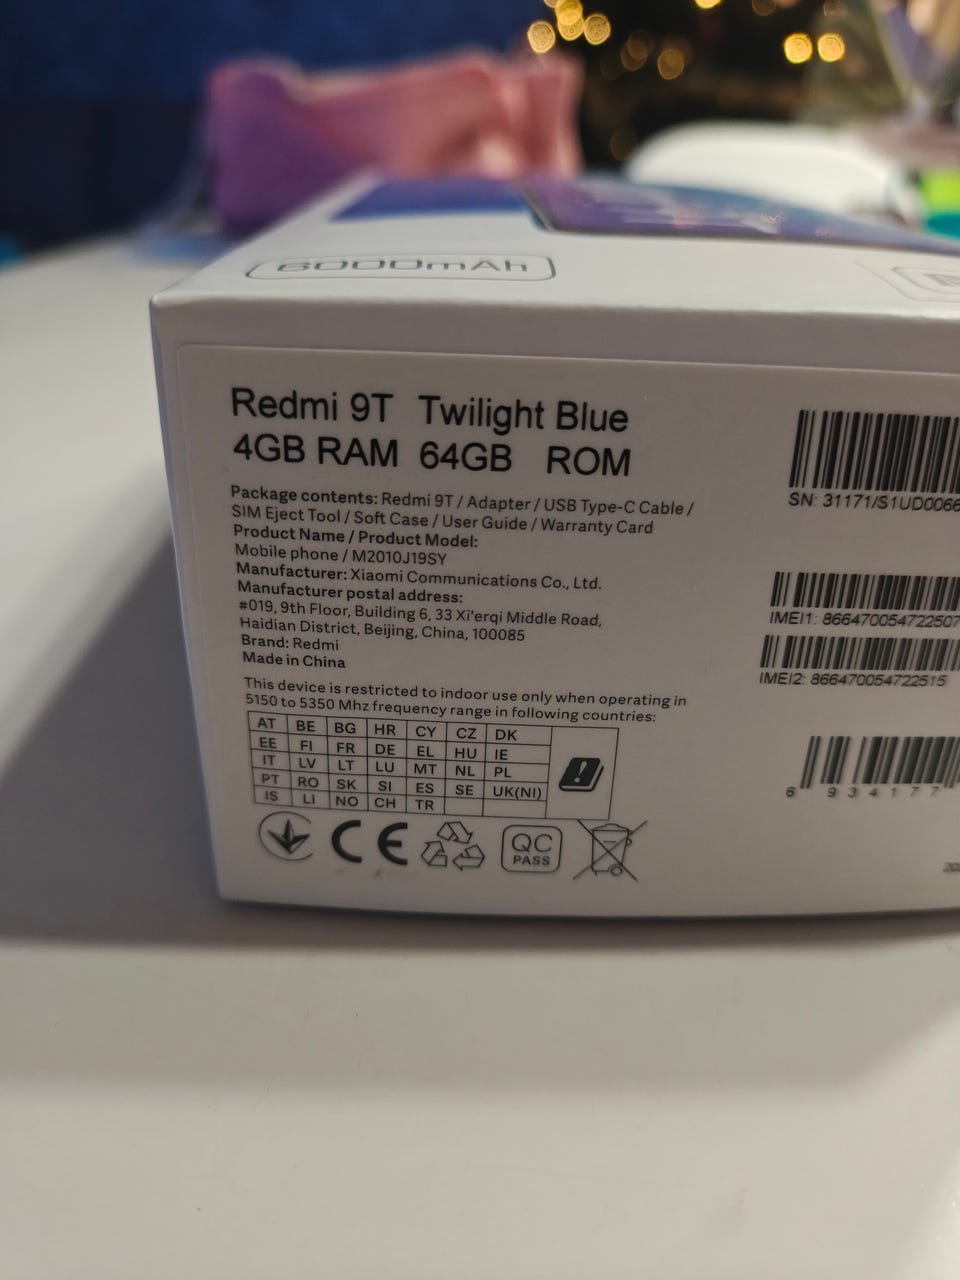 6000mAh
Redmi 9T Twilight Blue
4GB RAM 64GB ROM
Package contents: Redmi 9T / Adapter / USB Type-C Cable /
SIM Eject Tool / Soft Case / User Guide / Warranty Card
Product Name / Product Model:
Mobile phone / M2010J19SY
Manufacturer: Xiaomi Communications Co., Ltd.
Manufacturer postal address:
#019, 9th Floor, Building 6, 33 Xi'erqi Middle Road,
Haidian District, Beijing, China, 100085
Brand: Redmi
Made in China
This device is restricted to indoor use only when operating in
5150 to 5350 Mhz frequency range in following countries:
AT BE BG HR CY CZ DK
EE FI FR DE EL HU IE
IT LV LT LU MT NL PL
PT RO SK SI ES SE UK(NI)
IS LI NO CH TR
!
CE
QC
PASS
SN: 31171/S1UD0066
IMEI1: 866470054722507
IMEI2: 866470054722515
6 934177